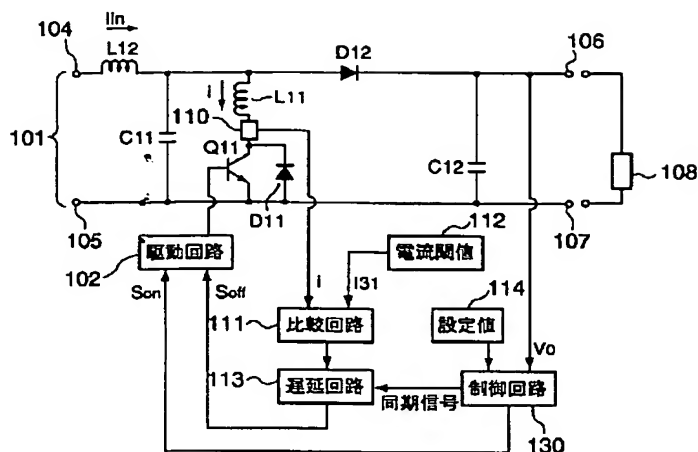 Iin
104
L12
D12
106
101
i
L11
110
C11
Q11
C12
108
D11
105
107
112
駆動回路
電流閾値
102
114
Son
Soff
i
I31
設定値
111
比較回路
Vo
113
遅延回路
制御回路
同期信号
130